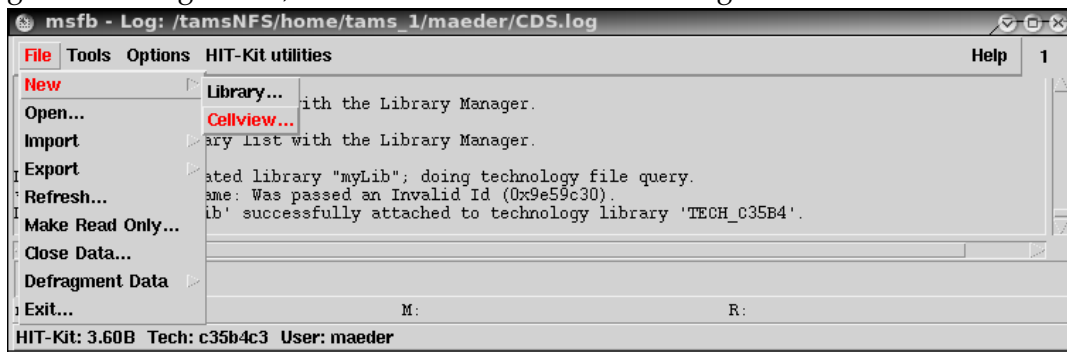 msfb - Log: /tamsNFS/home/tams_1/maeder/CDS.log
File Tools Options HIT-Kit utilities Help 1
New
Library...
Cellview...
Open...
Import
Export
Refresh...
Make Read Only...
Close Data...
Defragment Data
Exit...
ith the Library Manager.
ary list with the Library Manager.
ated library "myLib"; doing technology file query.
ame: Was passed an Invalid Id (0x9e59c30).
ib' successfully attached to technology library 'TECH_C35B4'.
M: R:
HIT-Kit: 3.60B Tech: c35b4c3 User: maeder